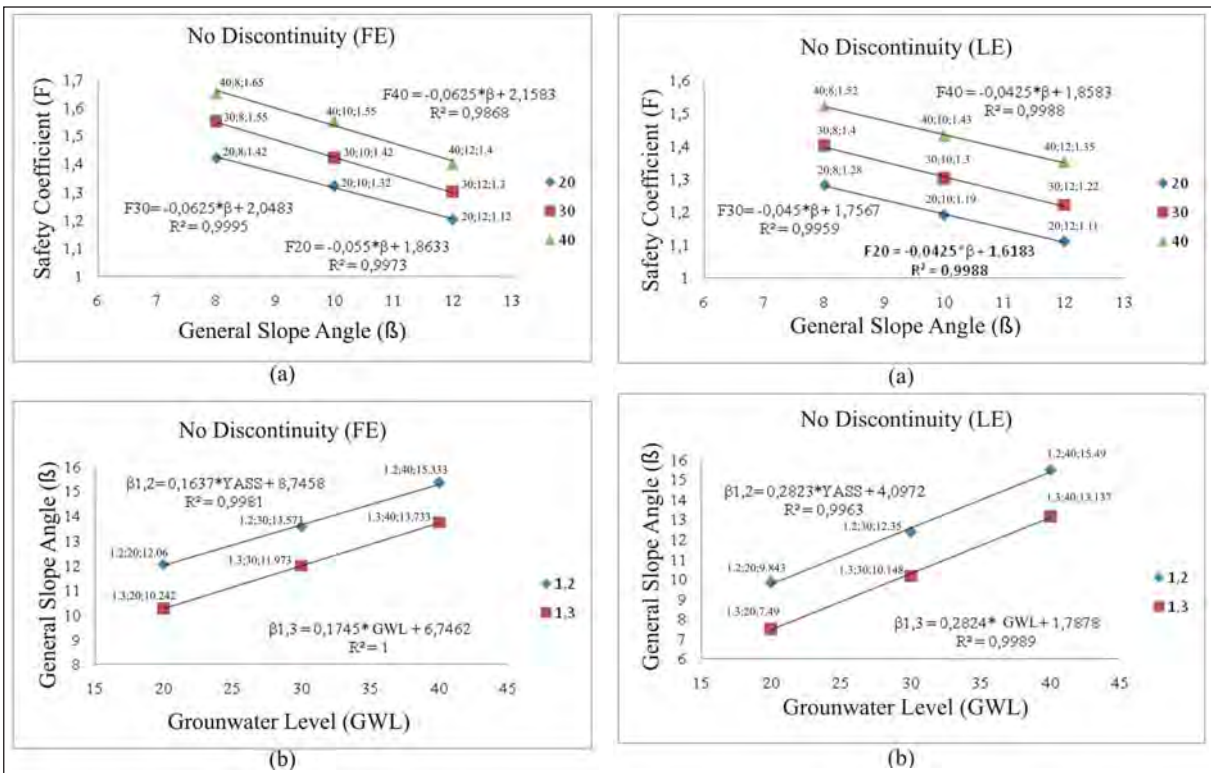 No Discontinuity (FE)
1,7
1,6
1,5
1,4
1,3
1,2
1,1
1
Safety Coefficient (F)
40;8;1.65
40;10;1.55
40;12;1.4
30;8;1.55
30;10;1.42
30;12;1.3
20;8;1.42
20;10;1.32
20;12;1.12
F40 = -0,0625*β + 2,1583
R² = 0,9868
F30 = -0,0625*β + 2,0483
R² = 0,9995
F20 = -0,055*β + 1,8633
R² = 0,9973
20
30
40
6 7 8 9 10 11 12 13
General Slope Angle (ß)
(a)
No Discontinuity (LE)
1,6
1,5
1,4
1,3
1,2
1,1
1
Safety Coefficient (F)
40;8;1.52
40;10;1.43
40;12;1.35
30,8;1.4
30;10;1.3
30;12;1.22
20;8;1.28
20;10;1.19
20;12;1.11
F40 = -0,0425*β + 1,8583
R² = 0,9988
F30 = -0,045*β + 1,7567
R² = 0,9959
F20 = -0,0425*β + 1,6183
R² = 0,9988
20
30
40
6 7 8 9 10 11 12 13
General Slope Angle (ß)
(a)
No Discontinuity (FE)
16
15
14
13
12
11
10
9
8
General Slope Angle (ß)
β1,2 = 0,1637*YASS + 8,7458
R² = 0,9981
1.2;40;15.333
1.2;30;13.571
1.2;20;12.06
1.3;40;13.733
1.3;30;11.973
1.3;20;10.242
β1,3 = 0,1745* GWL + 6,7462
R² = 1
1,2
1,3
15 20 25 30 35 40 45
Grounwater Level (GWL)
(b)
No Discontinuity (LE)
16
15
14
13
12
11
10
9
8
7
6
General Slope Angle (ß)
β1,2 = 0,2823*YASS + 4,0972
R² = 0,9963
1.2;40;15.49
1.2;30;12.35
1.2;20;9.843
1.3;40;13.137
1.3;30;10.148
1.3;20;7.49
β1,3 = 0,2824* GWL + 1,7878
R² = 0,9989
1,2
1,3
15 20 25 30 35 40 45
Grounwater Level (GWL)
(b)